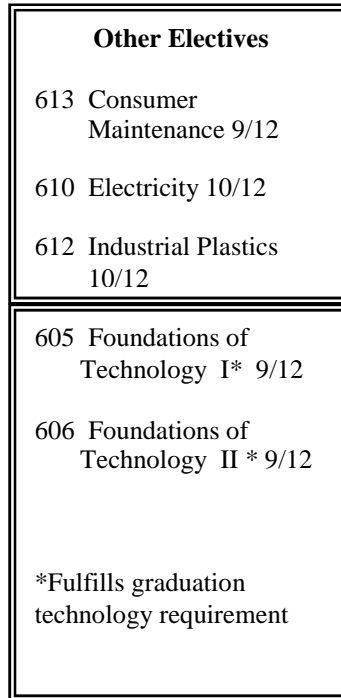 Other Electives
613 Consumer
Maintenance 9/12
610 Electricity 10/12
612 Industrial Plastics
10/12
605 Foundations of
Technology I* 9/12
606 Foundations of
Technology II * 9/12
*Fulfills graduation
technology requirement